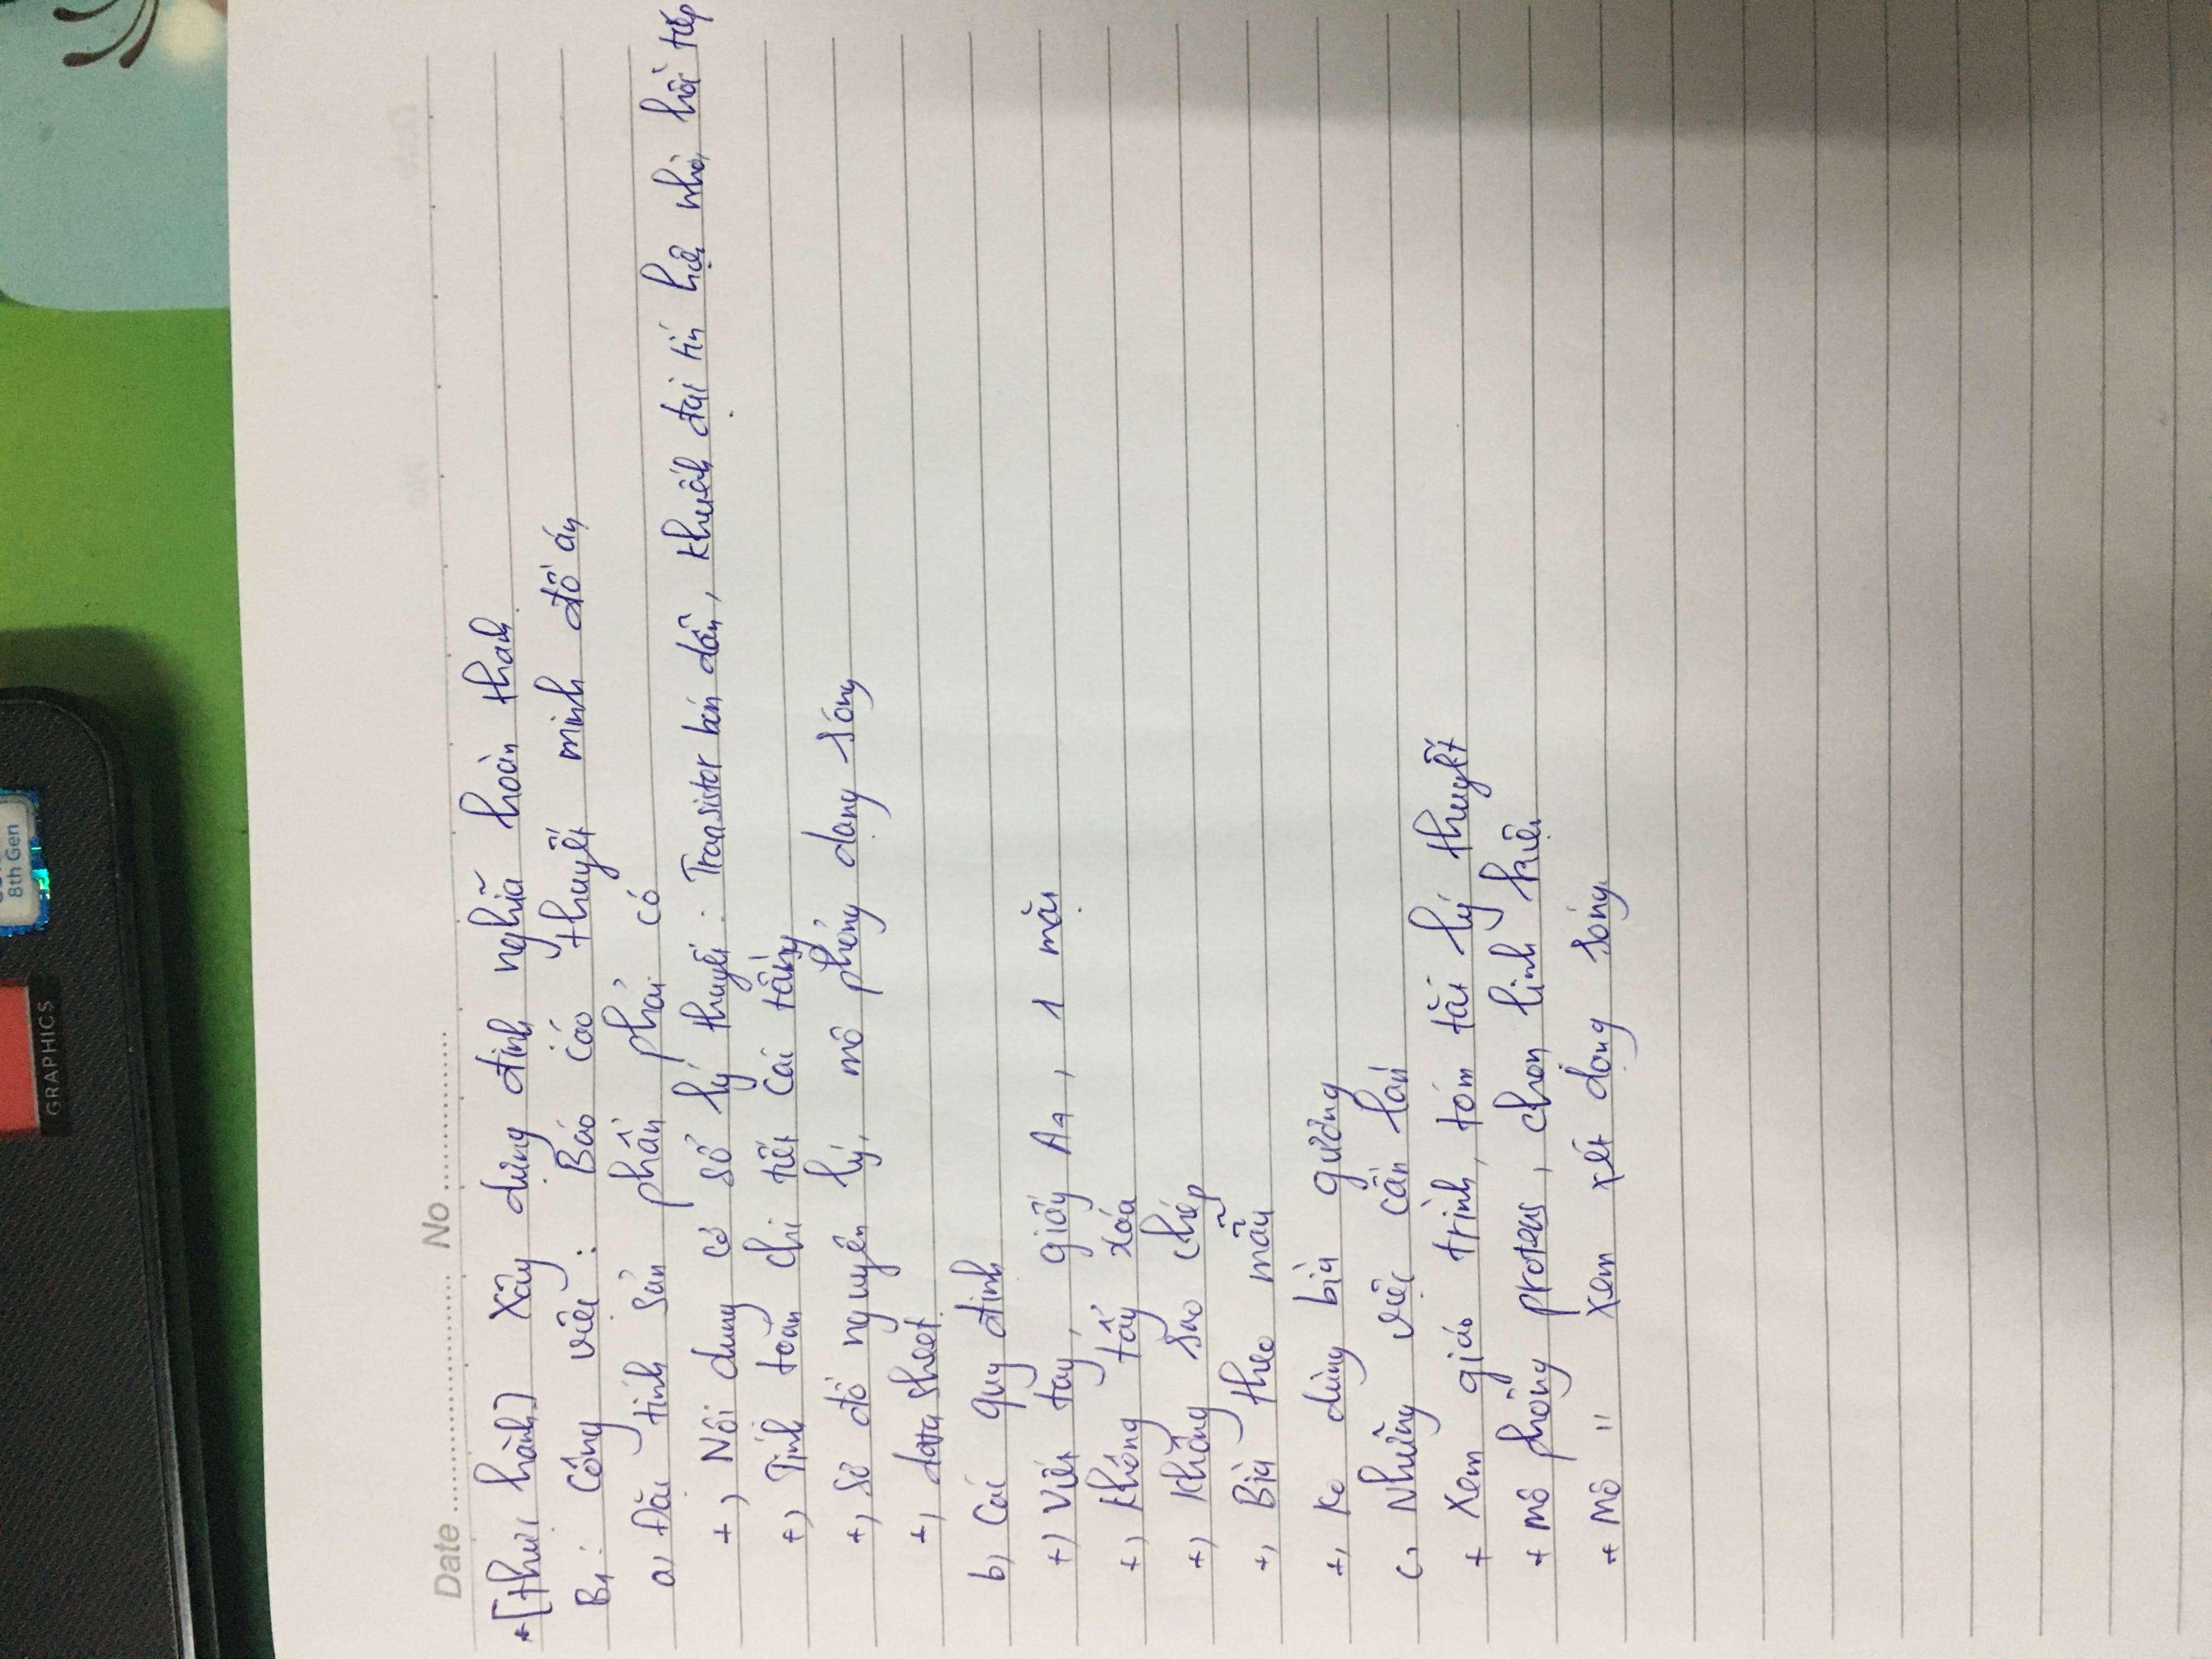 8th Gen
GRAPHICS
Date ........................ No ................
*[Thực hành] Xây dựng định nghĩa hoàn thành.
B1: Công việc: Báo cáo thuyết minh đồ án
a, Đặc tính sản phẩm phải có
+, Nội dung cơ sở lý thuyết: Transistor bán dẫn, khuếch đại tín hiệu nhỏ, hồi tiếp
+) Tính toán chi tiết các tầng
+, Sơ đồ nguyên lý, mô phỏng dạng sóng
+, datasheet.
b, Các quy định
+) Viết tay, giấy A4, 1 mặt
+, không tẩy xóa
+, Không sao chép
+, Bìa theo mẫu
+, Ko dùng bìa gương
c, Những việc cần làm
+ Xem giáo trình, tóm tắt lý thuyết
+ mô phỏng proteus, chọn linh kiện
+ Mô " xem xét dạng sóng.